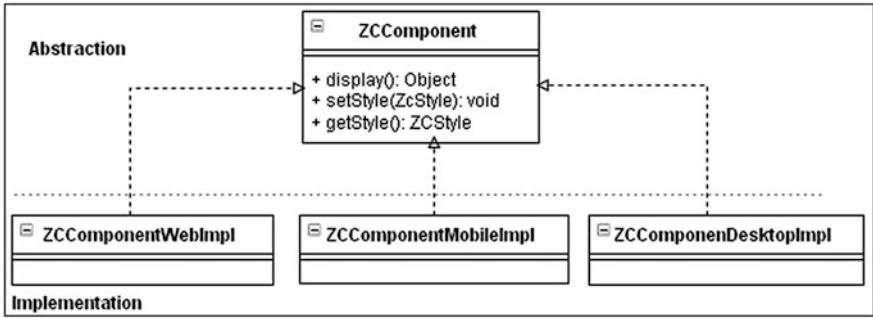 ZCComponent
Abstraction
+ display(): Object
+ setStyle(ZcStyle): void
+ getStyle(): ZCStyle
ZCComponentWebImpl
ZCComponentMobileImpl
ZCComponenDesktopImpl
Implementation